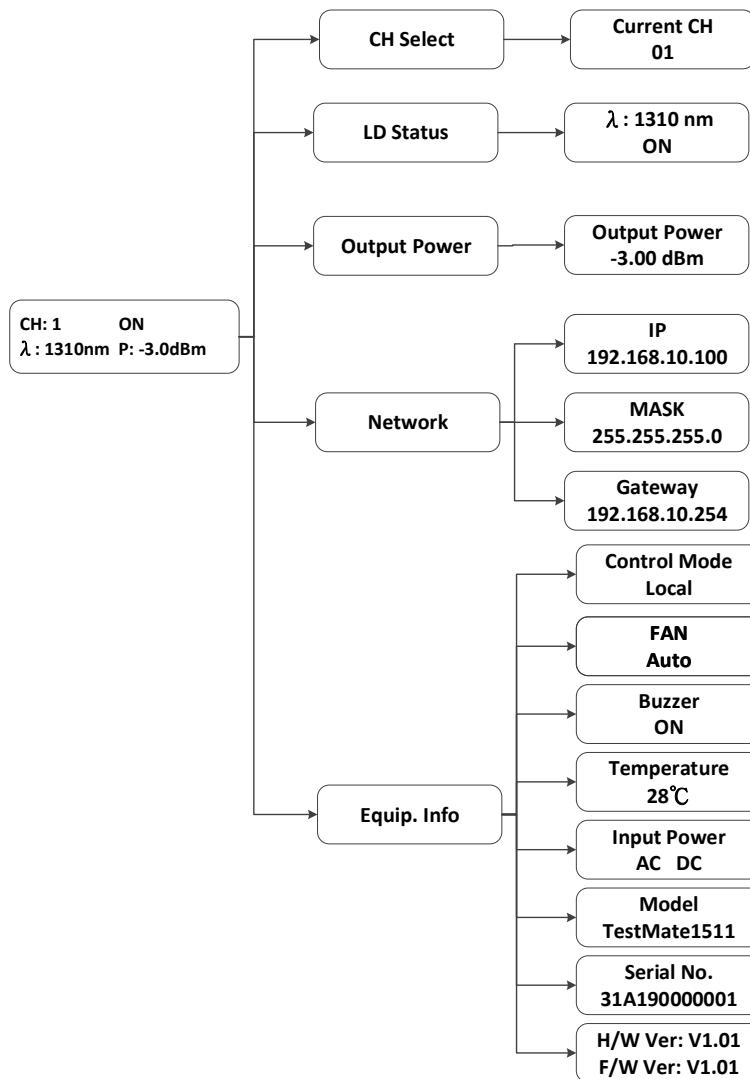 CH Select
Current CH
01
LD Status
λ : 1310 nm
ON
Output Power
Output Power
-3.00 dBm
CH: 1 ON
λ : 1310nm P: -3.0dBm
Network
IP
192.168.10.100
MASK
255.255.255.0
Gateway
192.168.10.254
Equip. Info
Control Mode
Local
FAN
Auto
Buzzer
ON
Temperature
28℃
Input Power
AC DC
Model
TestMate1511
Serial No.
31A190000001
H/W Ver: V1.01
F/W Ver: V1.01